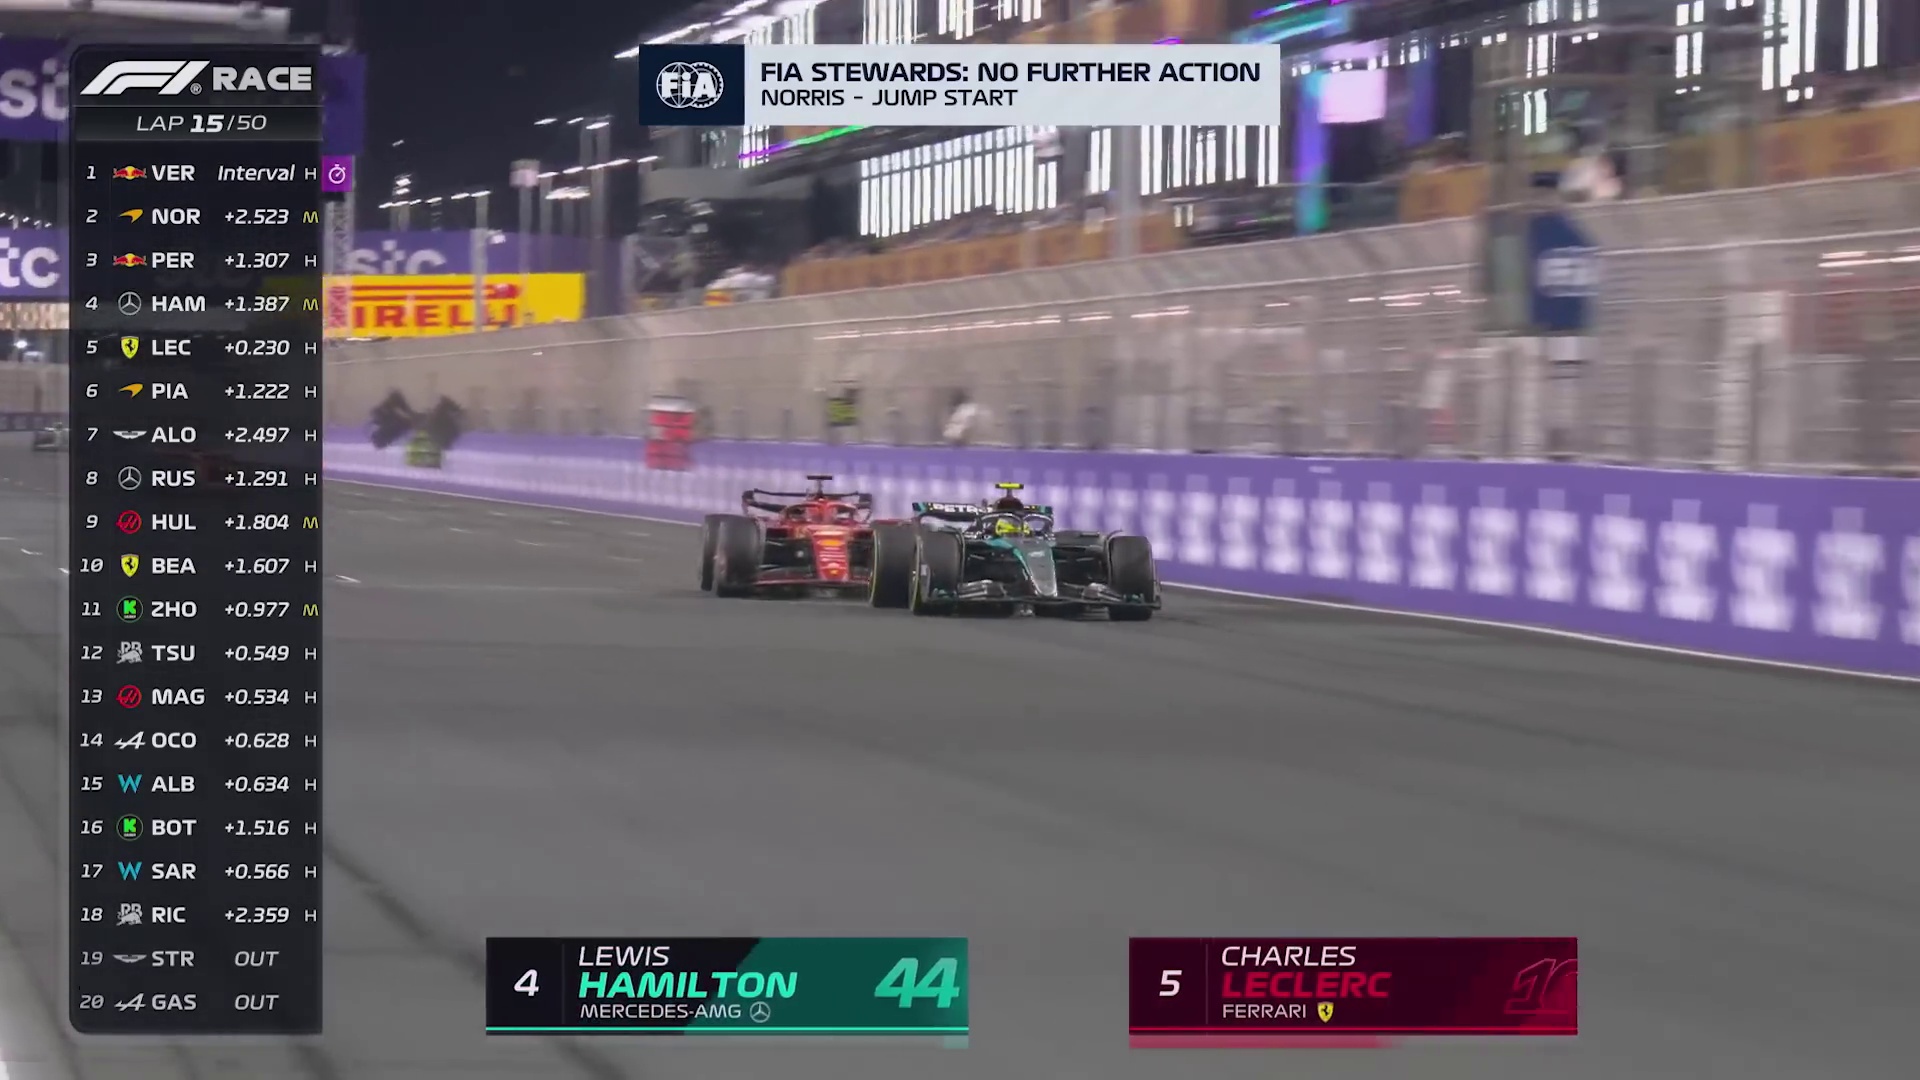 F1 RACE
LAP 15/50
1 VER Interval H
2 NOR +2.523 M
3 PER +1.307 H
4 HAM +1.387 M
5 LEC +0.230 H
6 PIA +1.222 H
7 ALO +2.497 H
8 RUS +1.291 H
9 HUL +1.804 M
10 BEA +1.607 H
11 ZHO +0.977 M
12 TSU +0.549 H
13 MAG +0.534 H
14 OCO +0.628 H
15 ALB +0.634 H
16 BOT +1.516 H
17 SAR +0.566 H
18 RIC +2.359 H
19 STR OUT
20 GAS OUT
FIA
FIA STEWARDS: NO FURTHER ACTION
NORRIS - JUMP START
stc
PIRELLI
4
LEWIS
HAMILTON
MERCEDES-AMG
44
5
CHARLES
LECLERC
FERRARI
16